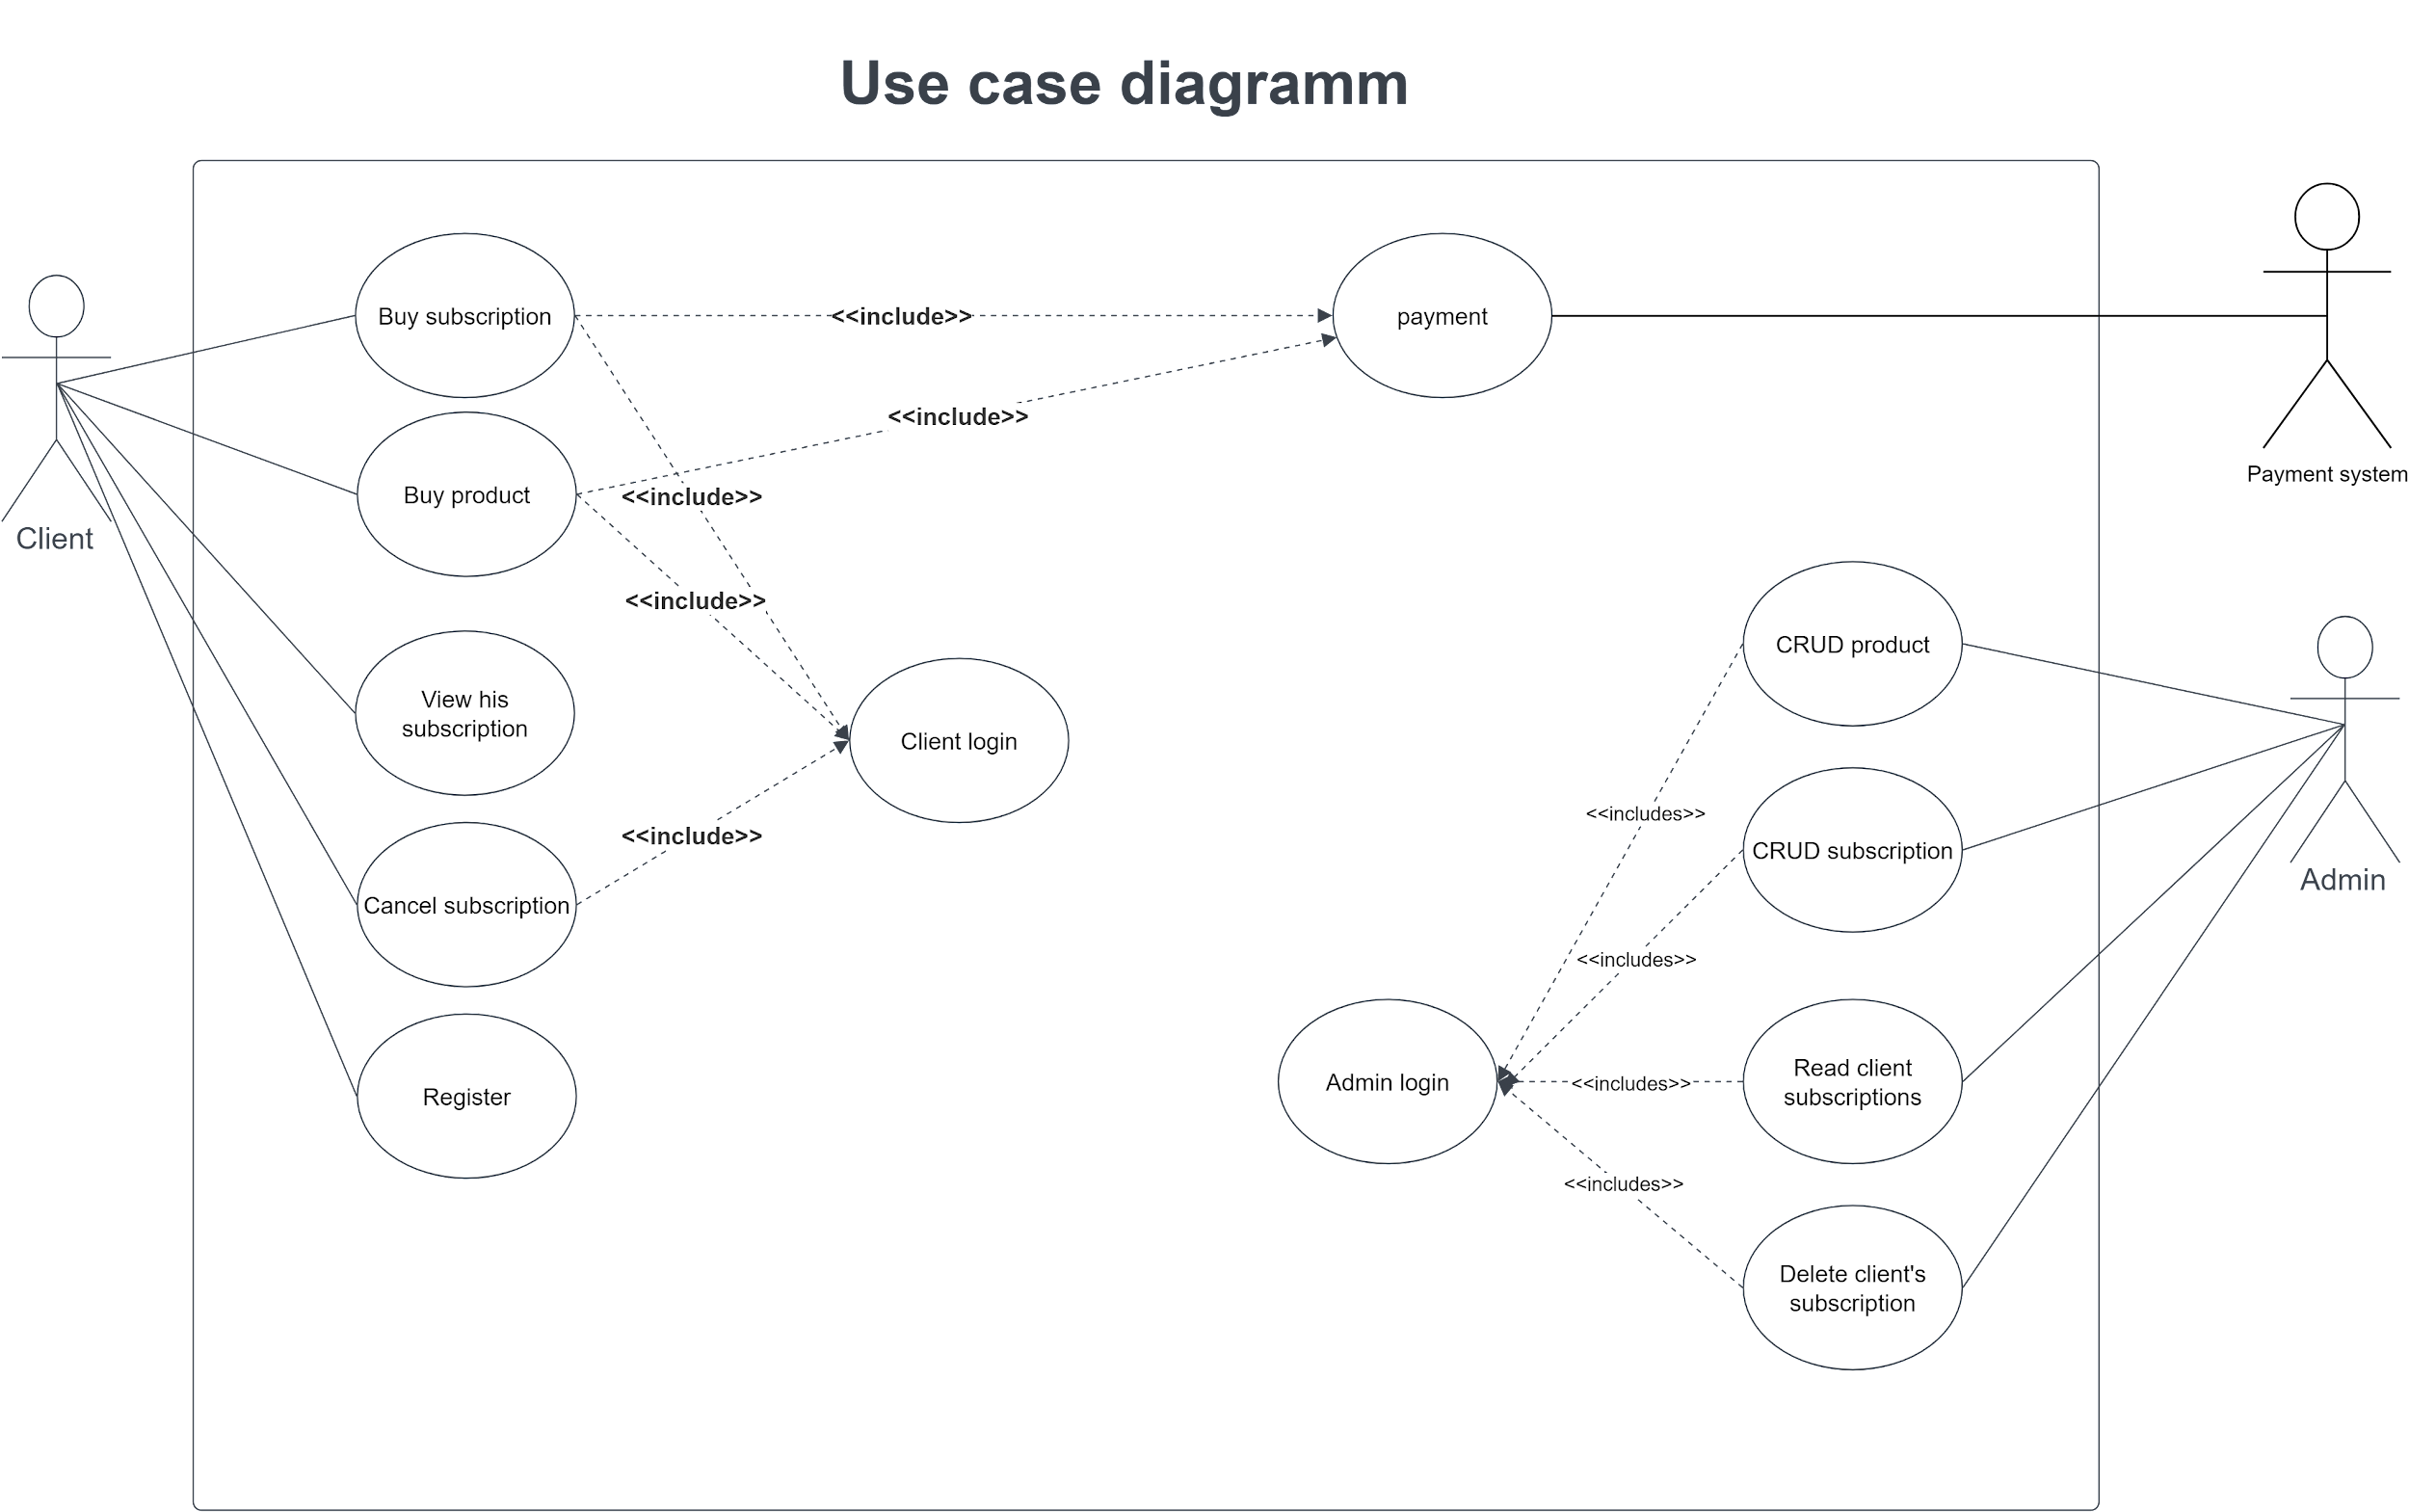 Use case diagramm
Buy subscription
<<include>>
payment
<<include>>
Payment system
Buy product
<<include>>
Client
<<include>>
CRUD product
View his
subscription
Client login
<<includes>>
<<include>>
CRUD subscription
Admin
Cancel subscription
<<includes>>
Read client
subscriptions
Admin login
<<includes>>
Register
<<includes>>
Delete client's
subscription